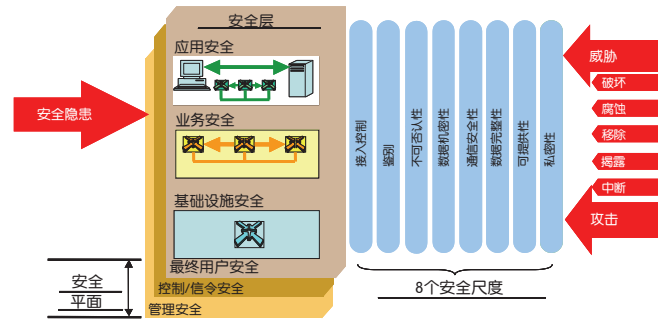 安全层
应用安全
业务安全
基础设施安全
最终用户安全
控制/信令安全
管理安全
安全隐患
安全
平面
接入控制
鉴别
不可否认性
数据机密性
通信安全性
数据完整性
可提供性
私密性
8个安全尺度
威胁
破坏
腐蚀
移除
揭露
中断
攻击